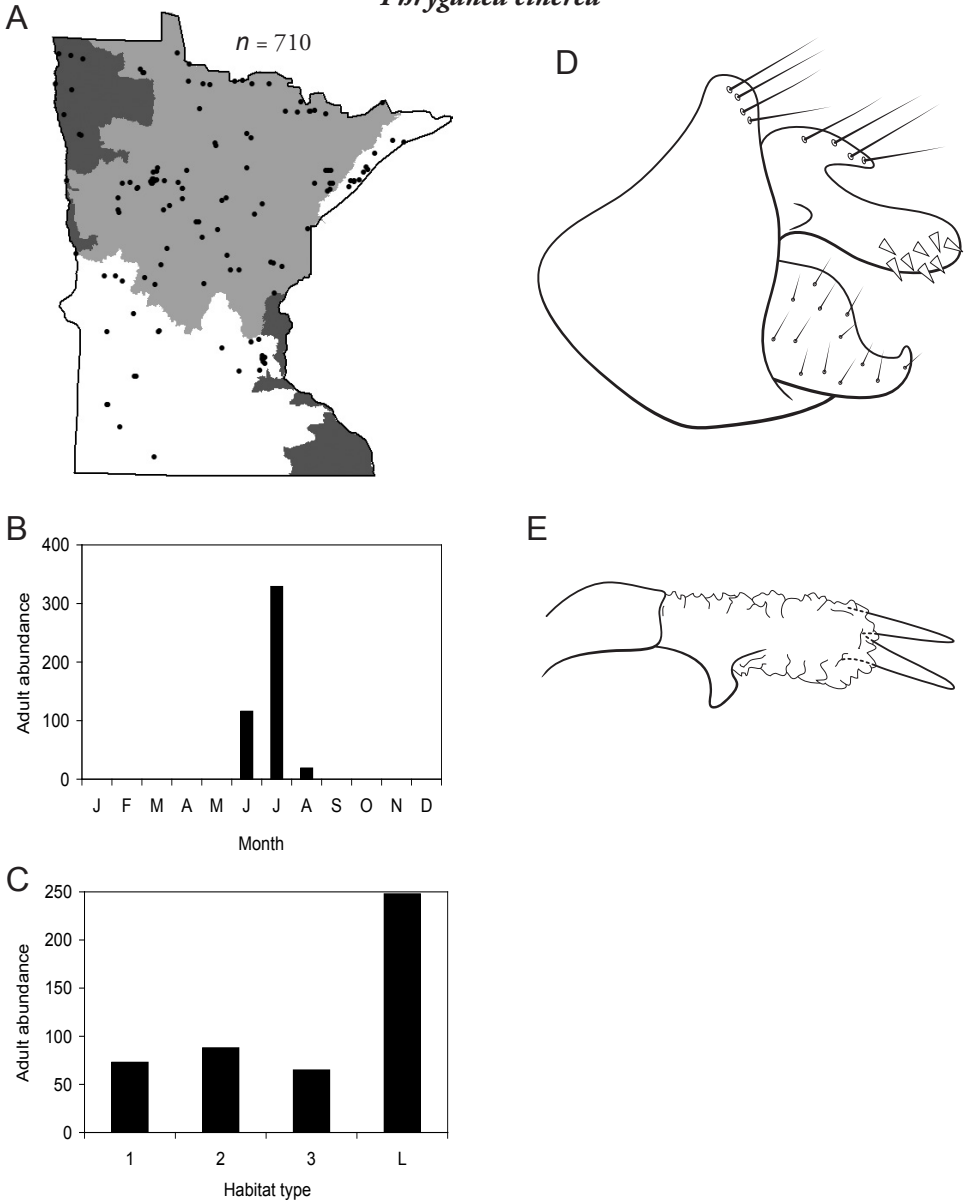 Phryganea cinerea
A
n = 710
D
B
400
300
200
100
0
Adult abundance
J F M A M J J A S O N D
Month
E
C
250
200
150
100
50
0
Adult abundance
1 2 3 L
Habitat type